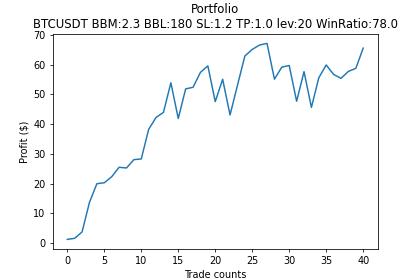 Portfolio
BTCUSDT BBM:2.3 BBL:180 SL:1.2 TP:1.0 lev:20 WinRatio:78.0
70
60
50
40
30
20
10
0
Profit ($)
0 5 10 15 20 25 30 35 40
Trade counts